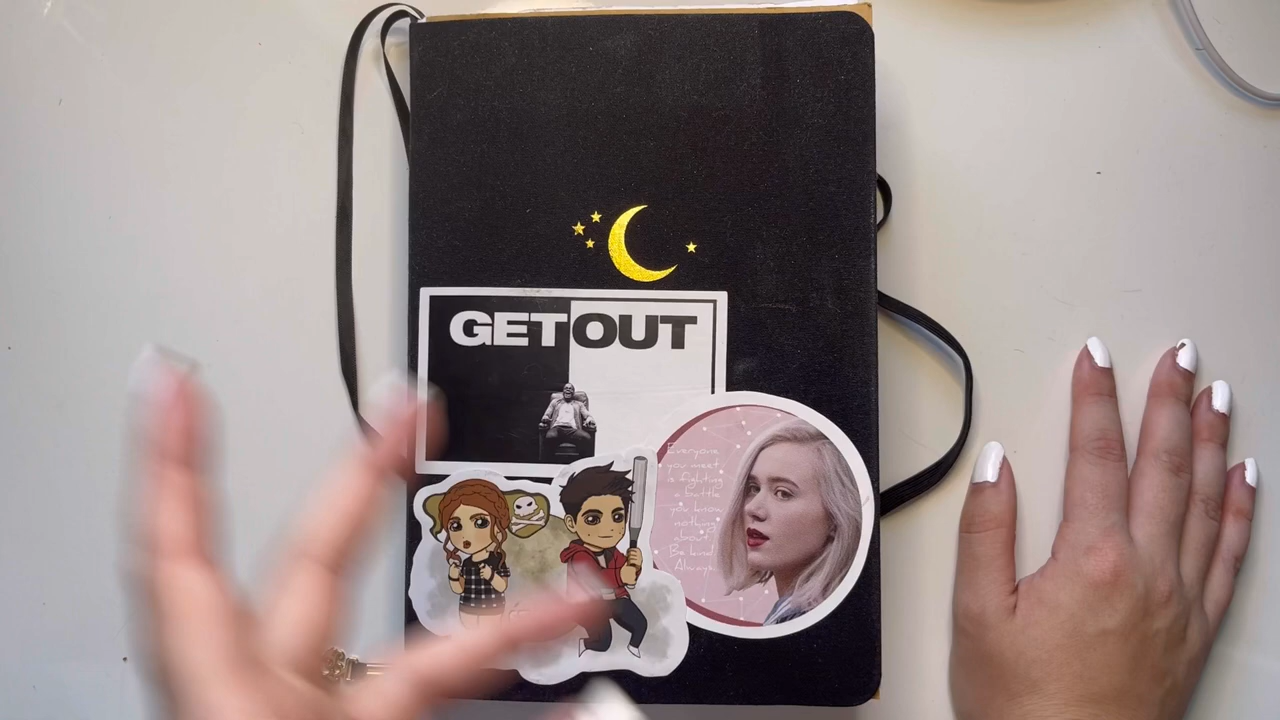 GET OUT
Everyone
you meet
is fighting
a battle
you know
nothing
about.
Be kind.
Always.